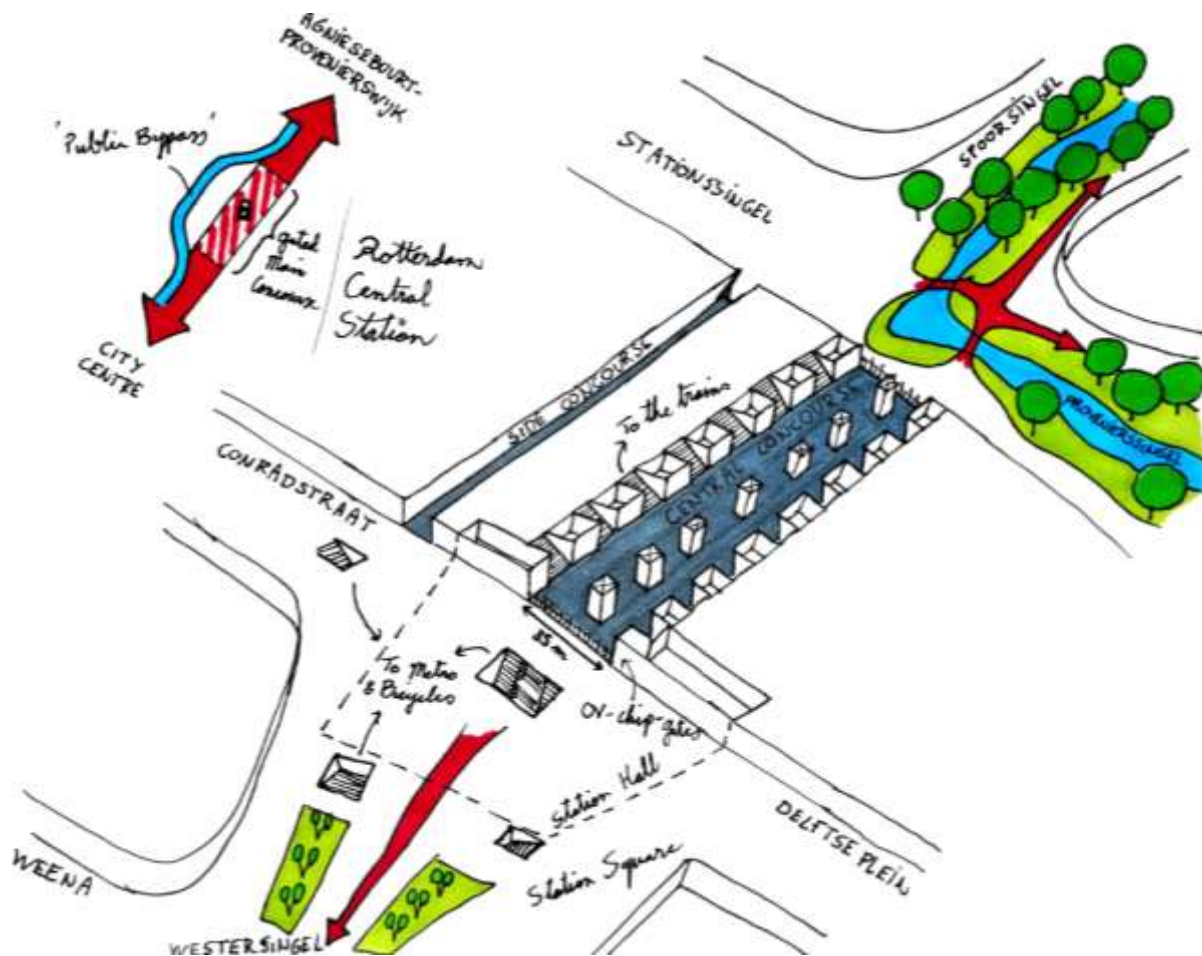 AGNIESEBUURT-
PROVENIERSWIJK
'Public Bypass'
gated
Main
Concourse
Rotterdam
Central
Station
CITY
CENTRE
STATIONSSINGEL
SPOORSINGEL
PROVENIERSSINGEL
SIDE CONCOURSE
To the trains
CENTRAL CONCOURSE
CONRADSTRAAT
35 m.
To Metro
& Bicycles
OV-chip-gates
Station Hall
Station Square
DELFTSE PLEIN
WEENA
WESTERSINGEL